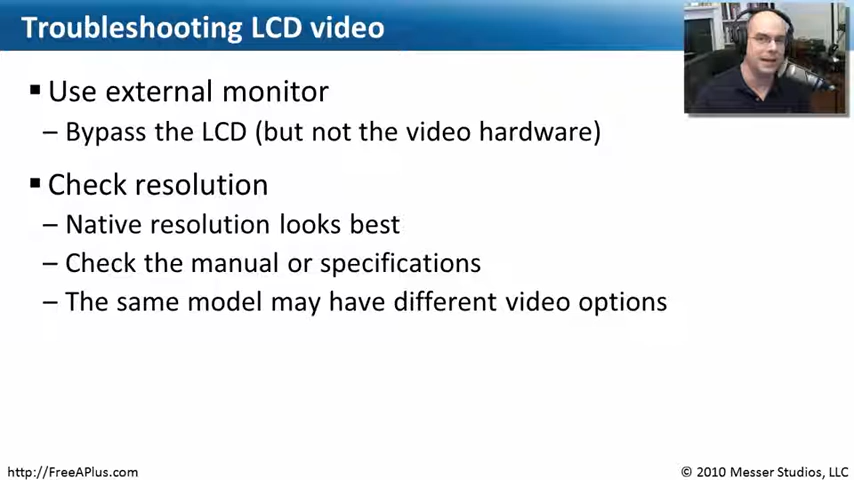 Troubleshooting LCD video
▪ Use external monitor
– Bypass the LCD (but not the video hardware)
▪ Check resolution
– Native resolution looks best
– Check the manual or specifications
– The same model may have different video options
http://FreeAPlus.com
© 2010 Messer Studios, LLC